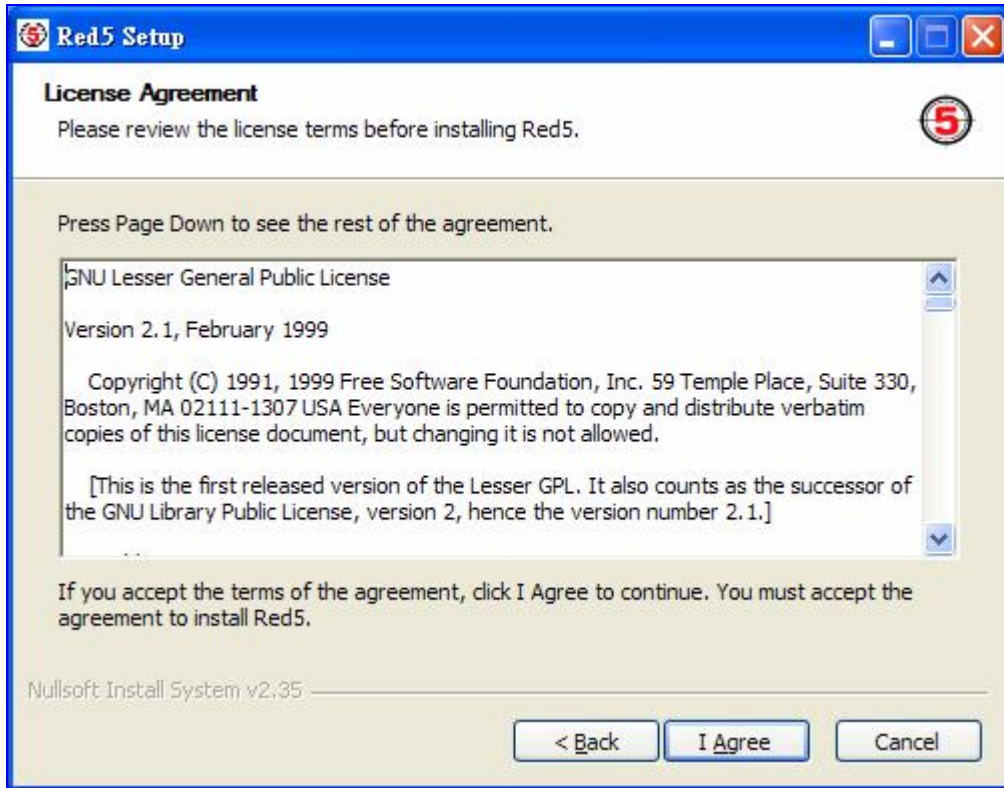 Red5 Setup
License Agreement
Please review the license terms before installing Red5.
5
Press Page Down to see the rest of the agreement.
GNU Lesser General Public License
Version 2.1, February 1999
Copyright (C) 1991, 1999 Free Software Foundation, Inc. 59 Temple Place, Suite 330,
Boston, MA 02111-1307 USA Everyone is permitted to copy and distribute verbatim
copies of this license document, but changing it is not allowed.
[This is the first released version of the Lesser GPL. It also counts as the successor of
the GNU Library Public License, version 2, hence the version number 2.1.]
If you accept the terms of the agreement, click I Agree to continue. You must accept the
agreement to install Red5.
Nullsoft Install System v2.35
< Back
I Agree
Cancel